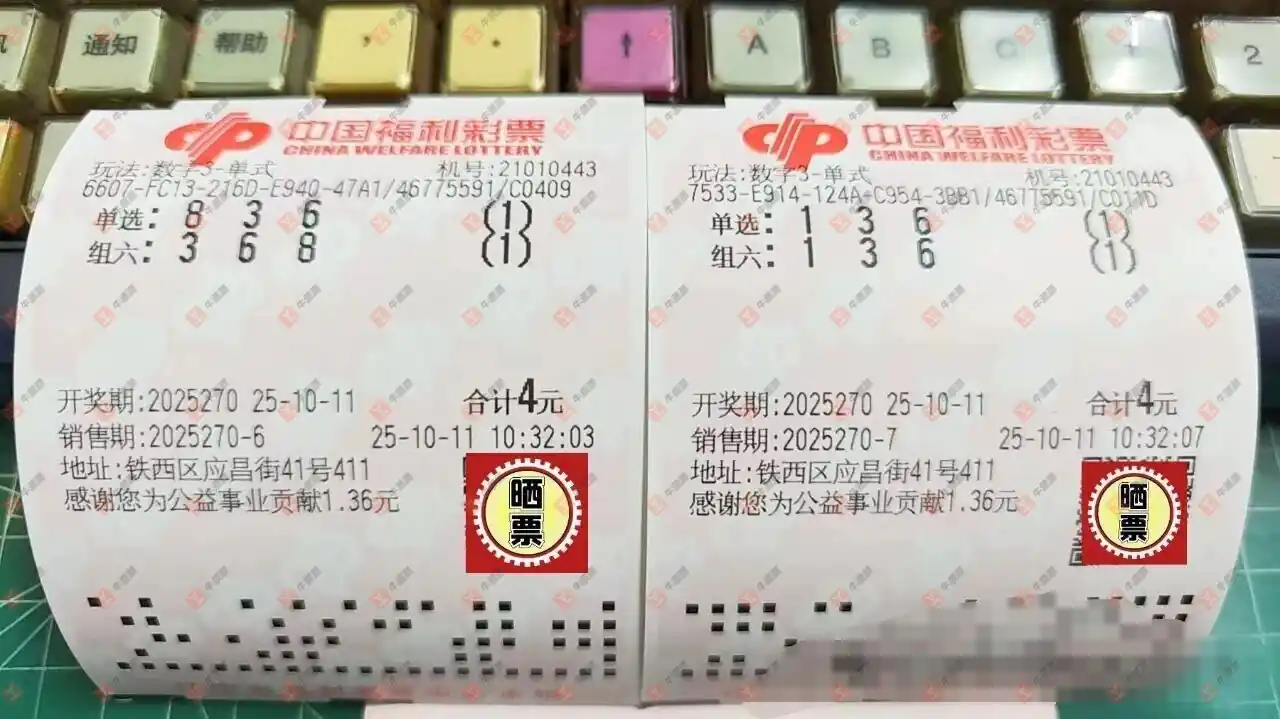 通知
帮助
,
.
↑
A
B
C
2
中国福利彩票
CHINA WELFARE LOTTERY
玩法:数字3-单式 机号:21010443
6607-FC13-216D-E940-47A1/46775591/C0409
单选: 8 3 6 (1)
组六: 3 6 8 (1)
开奖期:2025270 25-10-11 合计4元
销售期:2025270-6 25-10-11 10:32:03
地址:铁西区应昌街41号411
感谢您为公益事业贡献1.36元
晒票
中国福利彩票
CHINA WELFARE LOTTERY
玩法:数字3-单式 机号:21010443
7533-E914-124A-C954-3BB1/46775591/C017D
单选: 1 3 6 (1)
组六: 1 3 6 (1)
开奖期:2025270 25-10-11 合计4元
销售期:2025270-7 25-10-11 10:32:07
地址:铁西区应昌街41号411
感谢您为公益事业贡献1.36元
晒票